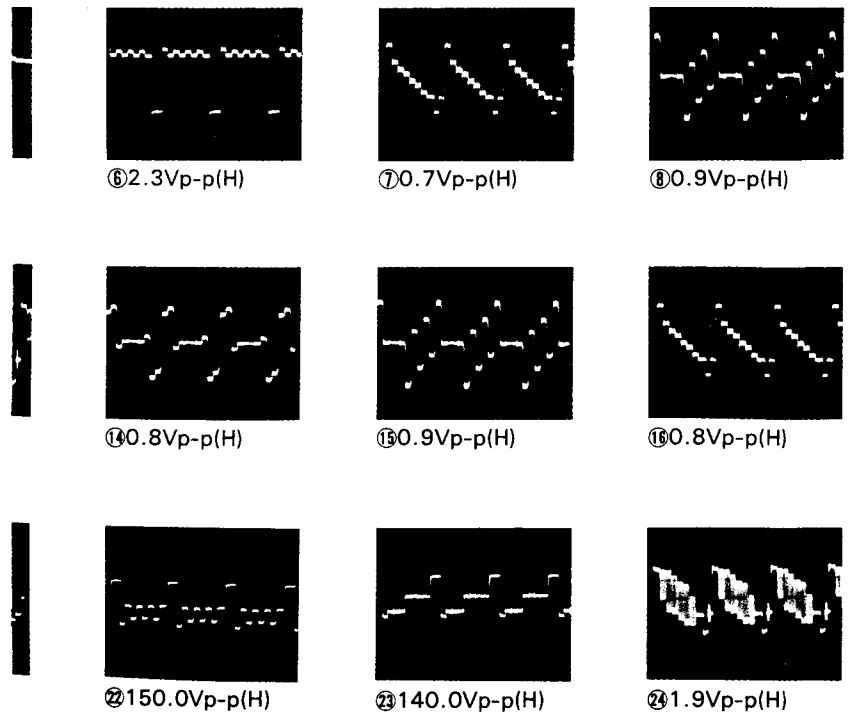 ⑥2.3Vp-p(H)
⑦0.7Vp-p(H)
⑧0.9Vp-p(H)
⑭0.8Vp-p(H)
⑮0.9Vp-p(H)
⑯0.8Vp-p(H)
㉒150.0Vp-p(H)
㉓140.0Vp-p(H)
㉔1.9Vp-p(H)